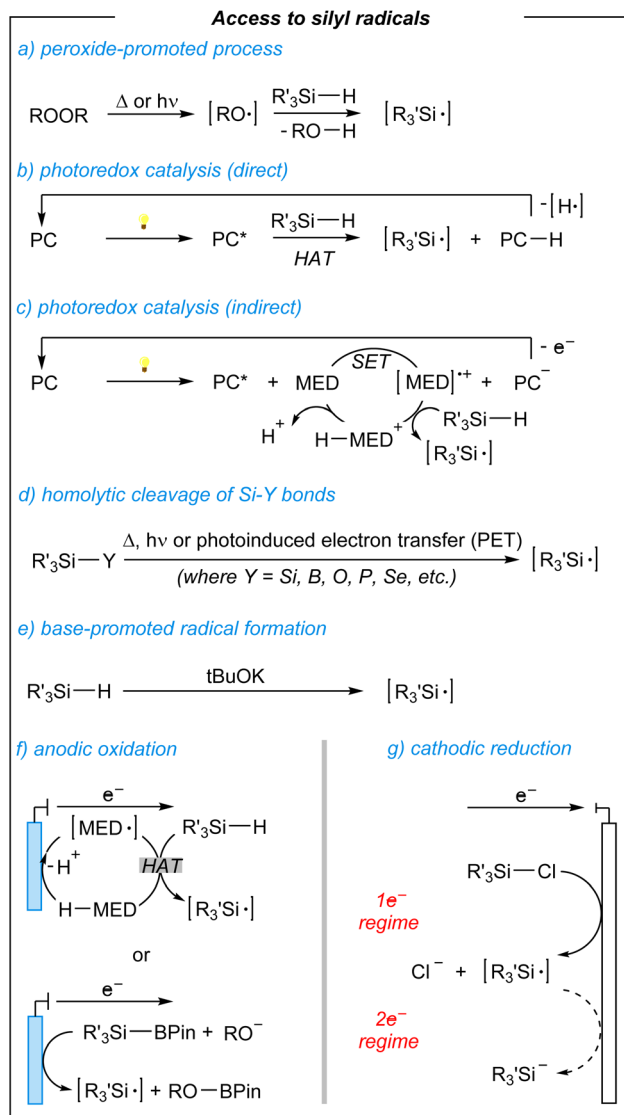 Access to silyl radicals
a) peroxide-promoted process
ROOR Δ or hν [RO·] R'₃Si—H - RO—H [R₃'Si·]
b) photoredox catalysis (direct)
- [H·]
PC PC* R'₃Si—H HAT [R₃'Si·] + PC—H
c) photoredox catalysis (indirect)
- e⁻
SET
PC PC* + MED [MED]˙⁺ + PC⁻
R'₃Si—H
H⁺ H—MED⁺ [R₃'Si·]
d) homolytic cleavage of Si-Y bonds
Δ, hν or photoinduced electron transfer (PET)
R'₃Si—Y [R₃'Si·]
(where Y = Si, B, O, P, Se, etc.)
e) base-promoted radical formation
tBuOK
R'₃Si—H [R₃'Si·]
f) anodic oxidation
e⁻
[MED·] R'₃Si—H
-H⁺ HAT
H—MED [R₃'Si·]
or
e⁻
R'₃Si—BPin + RO⁻
[R₃'Si·] + RO—BPin
g) cathodic reduction
e⁻
R'₃Si—Cl
1e⁻
regime
Cl⁻ + [R₃'Si·]
2e⁻
regime
R₃'Si⁻